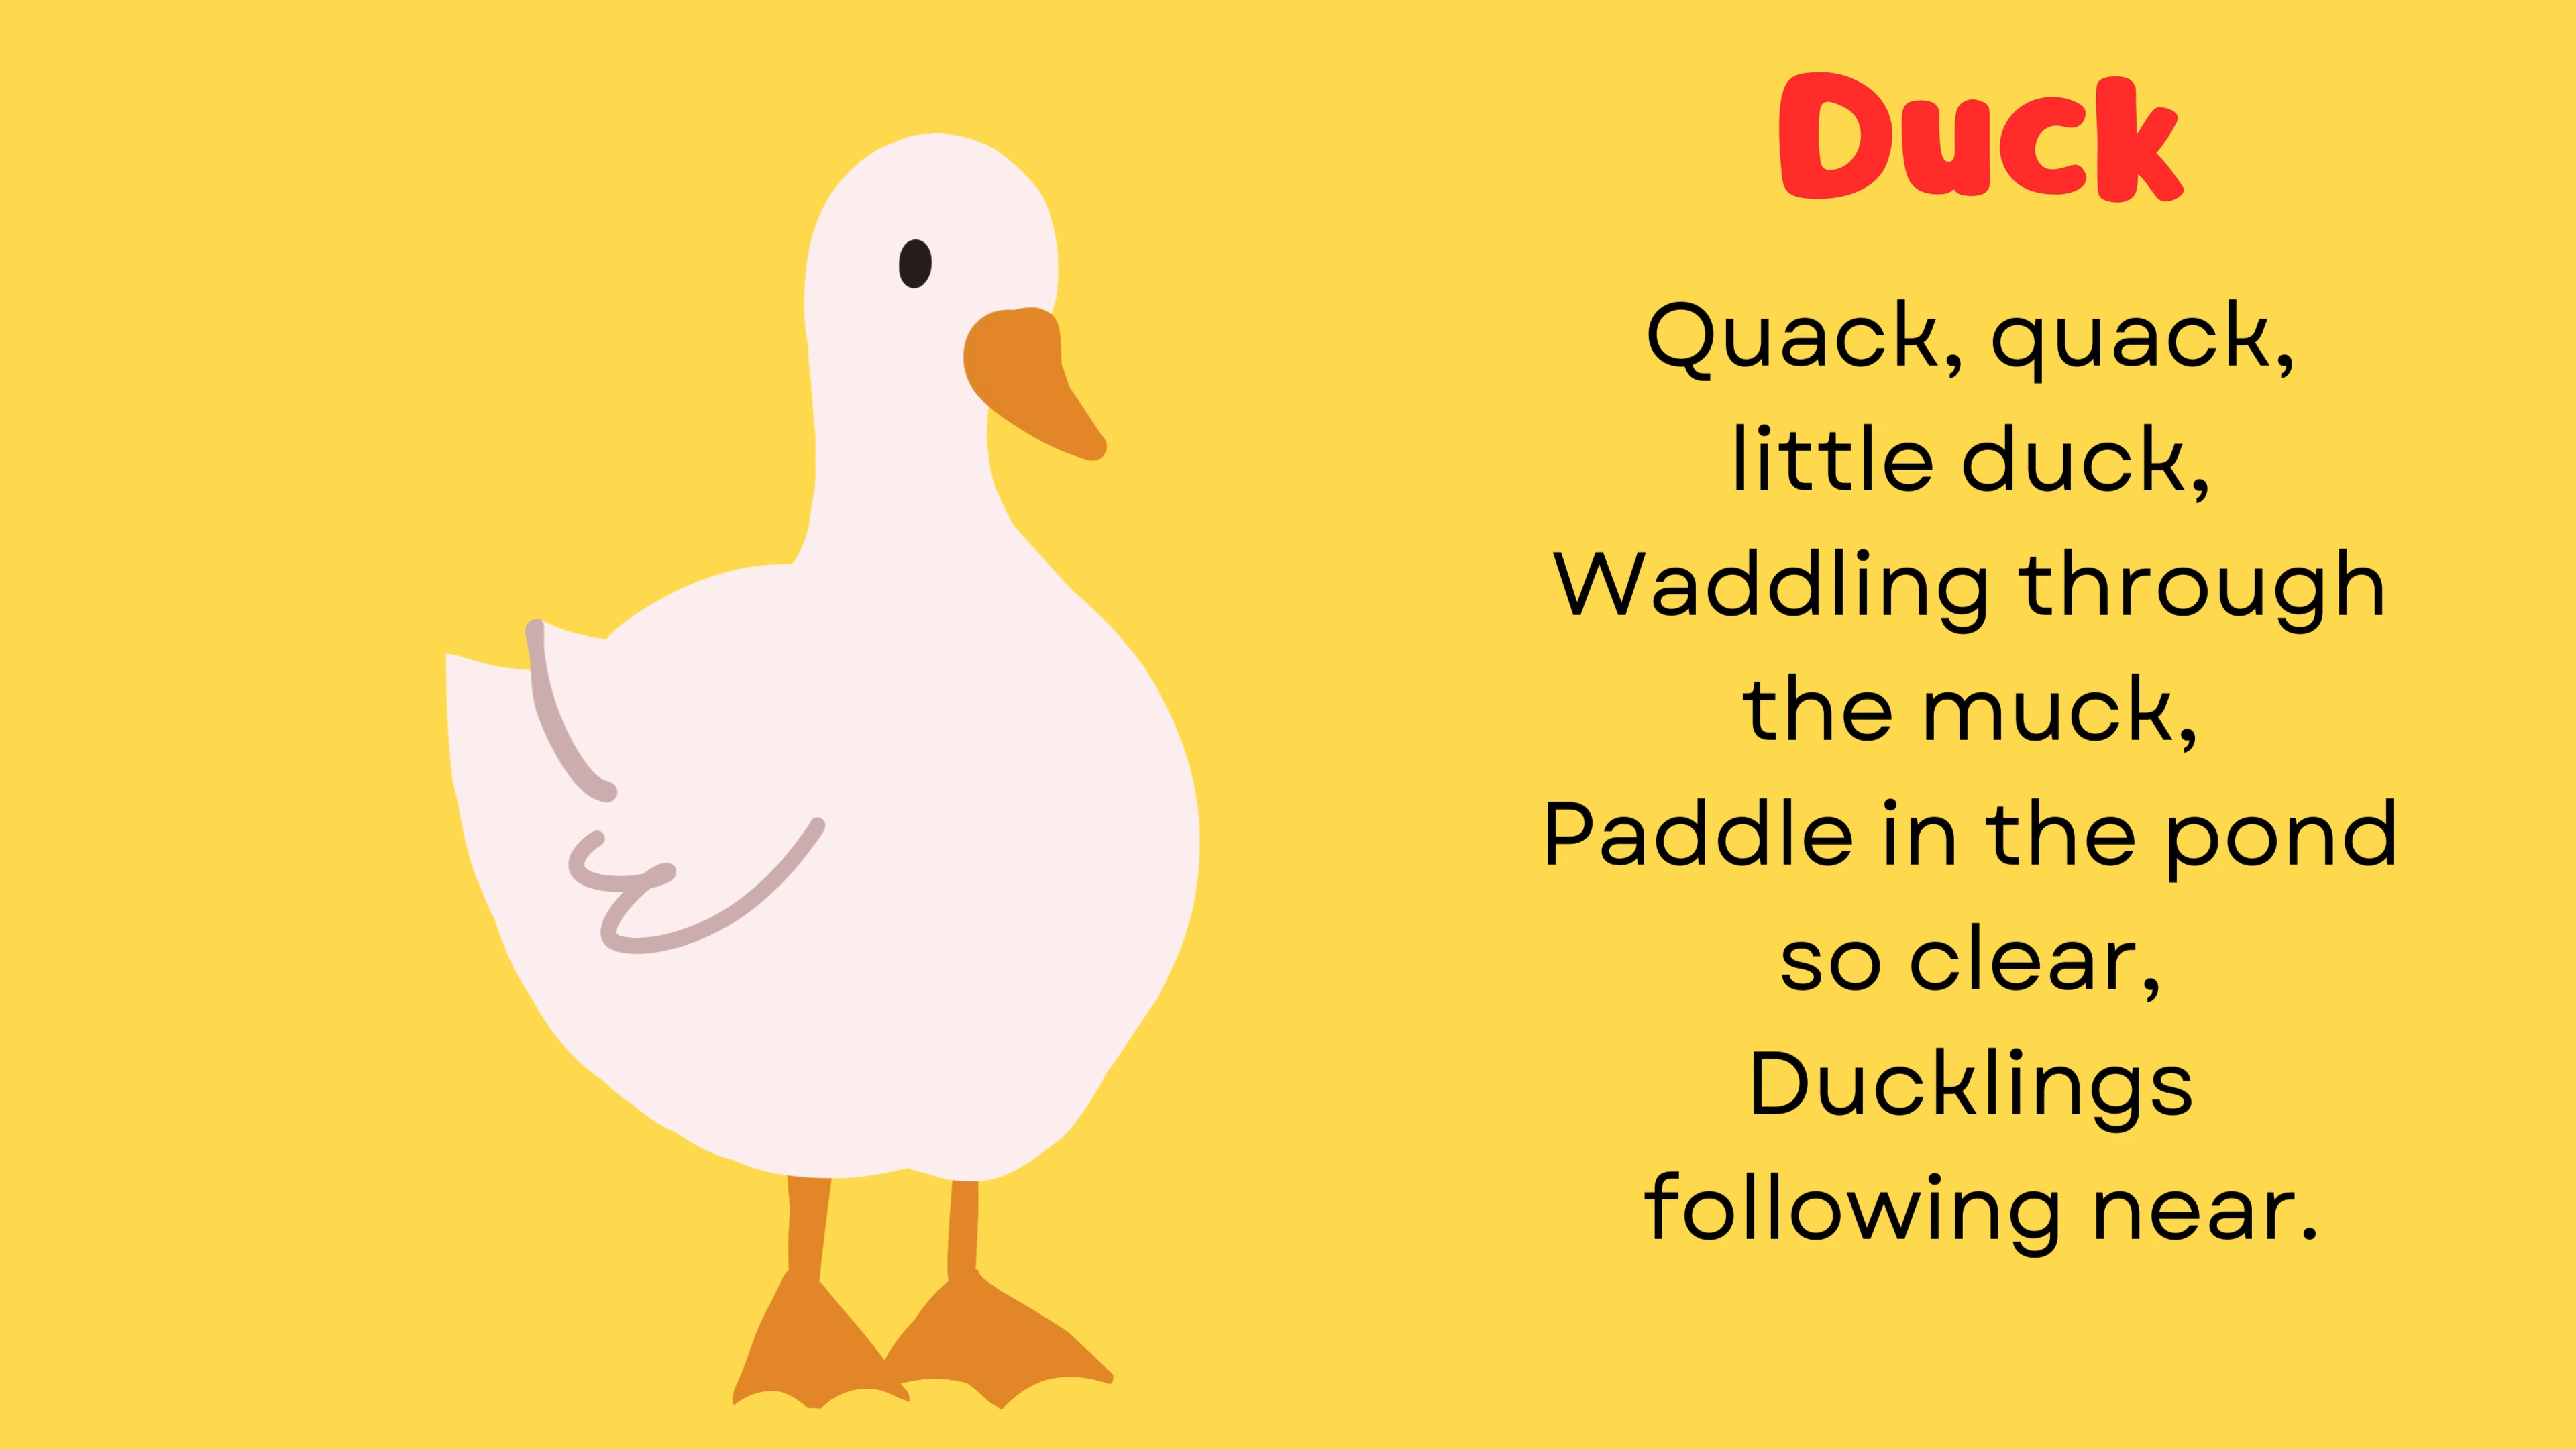 Duck
Quack, quack,
little duck,
Waddling through
the muck,
Paddle in the pond
so clear,
Ducklings
following near.